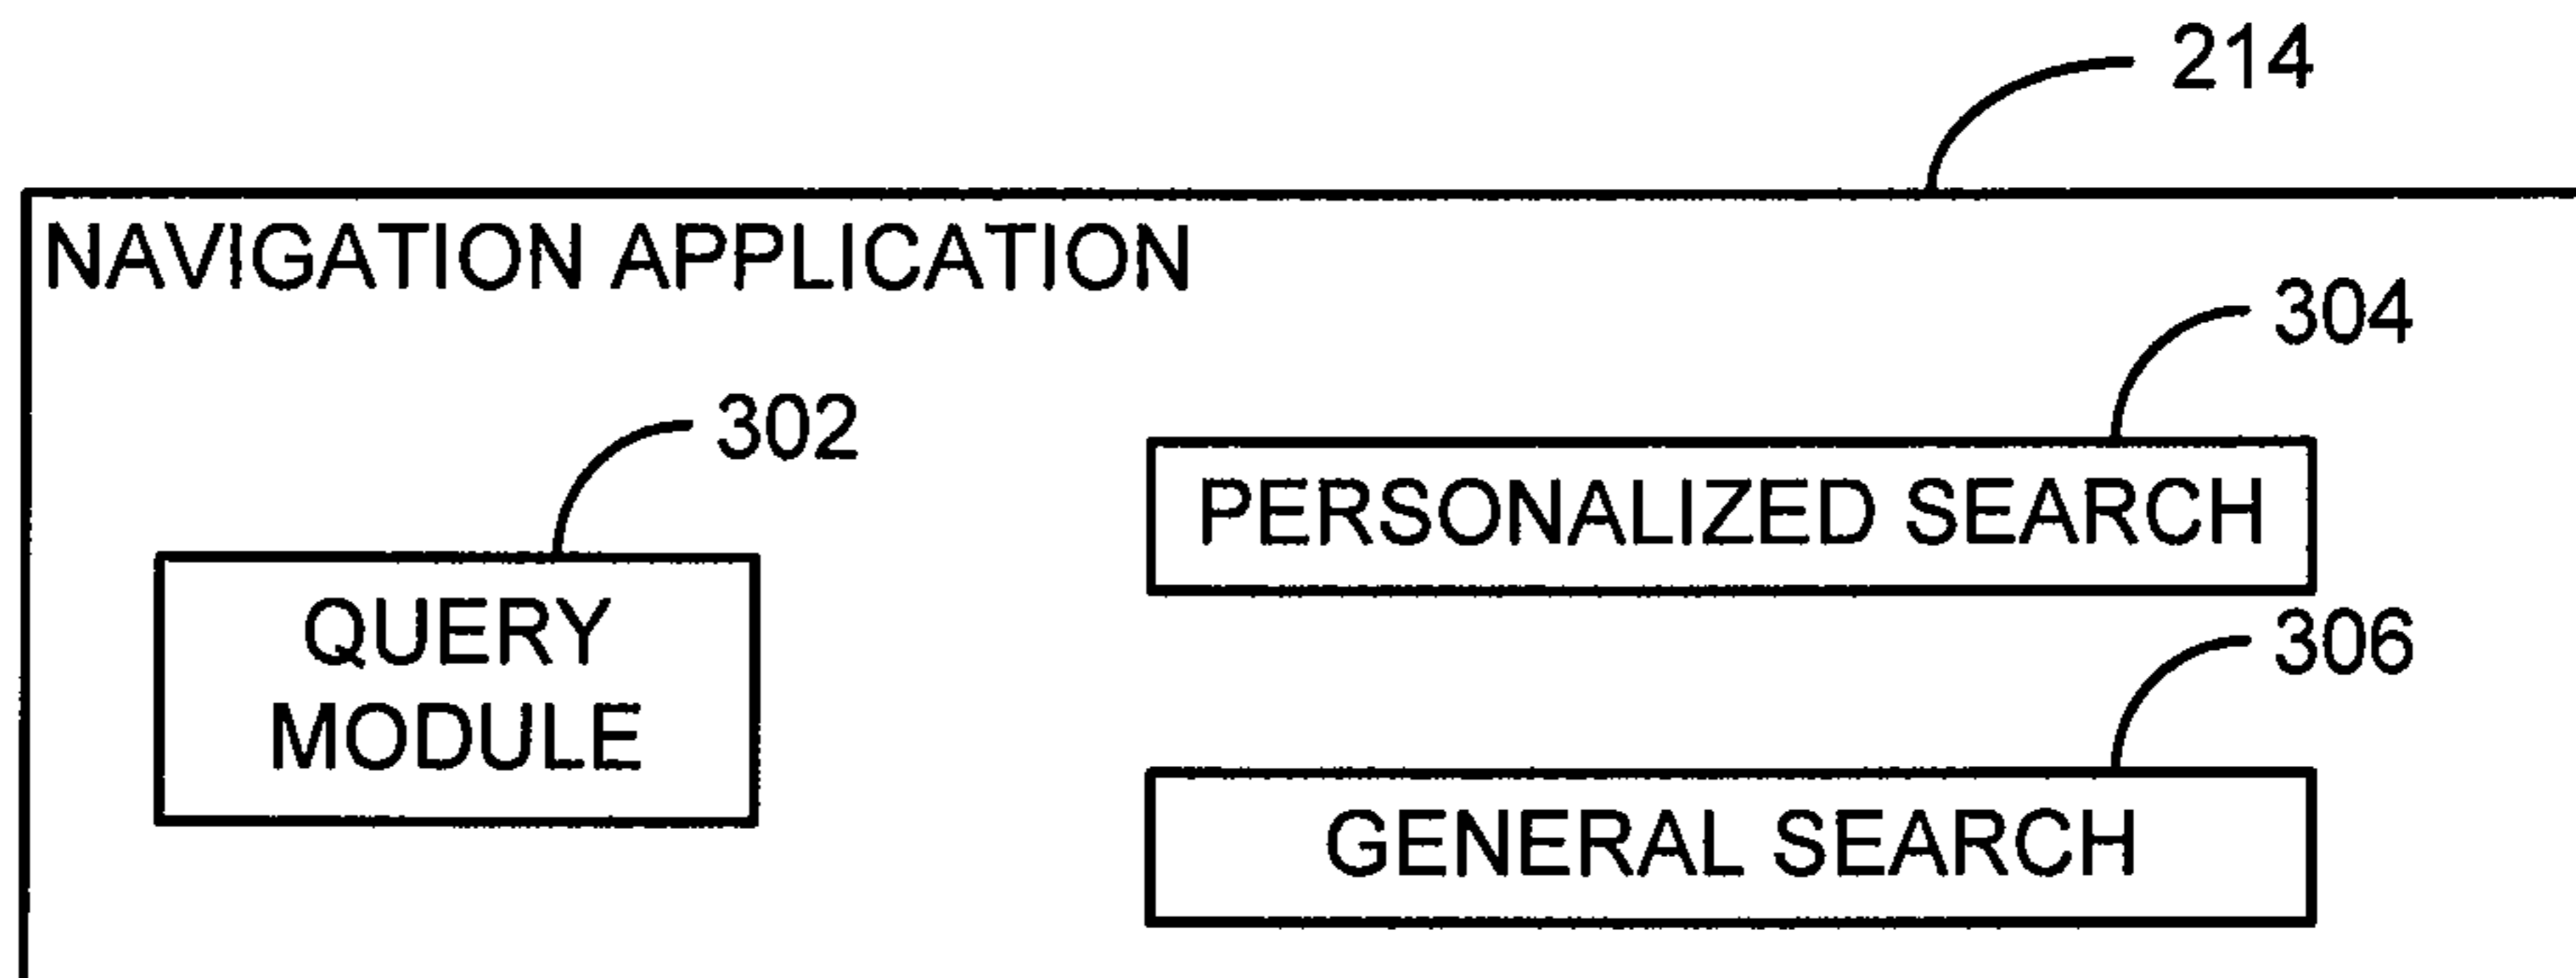 214
NAVIGATION APPLICATION
304
302
PERSONALIZED SEARCH
QUERY
MODULE
306
GENERAL SEARCH